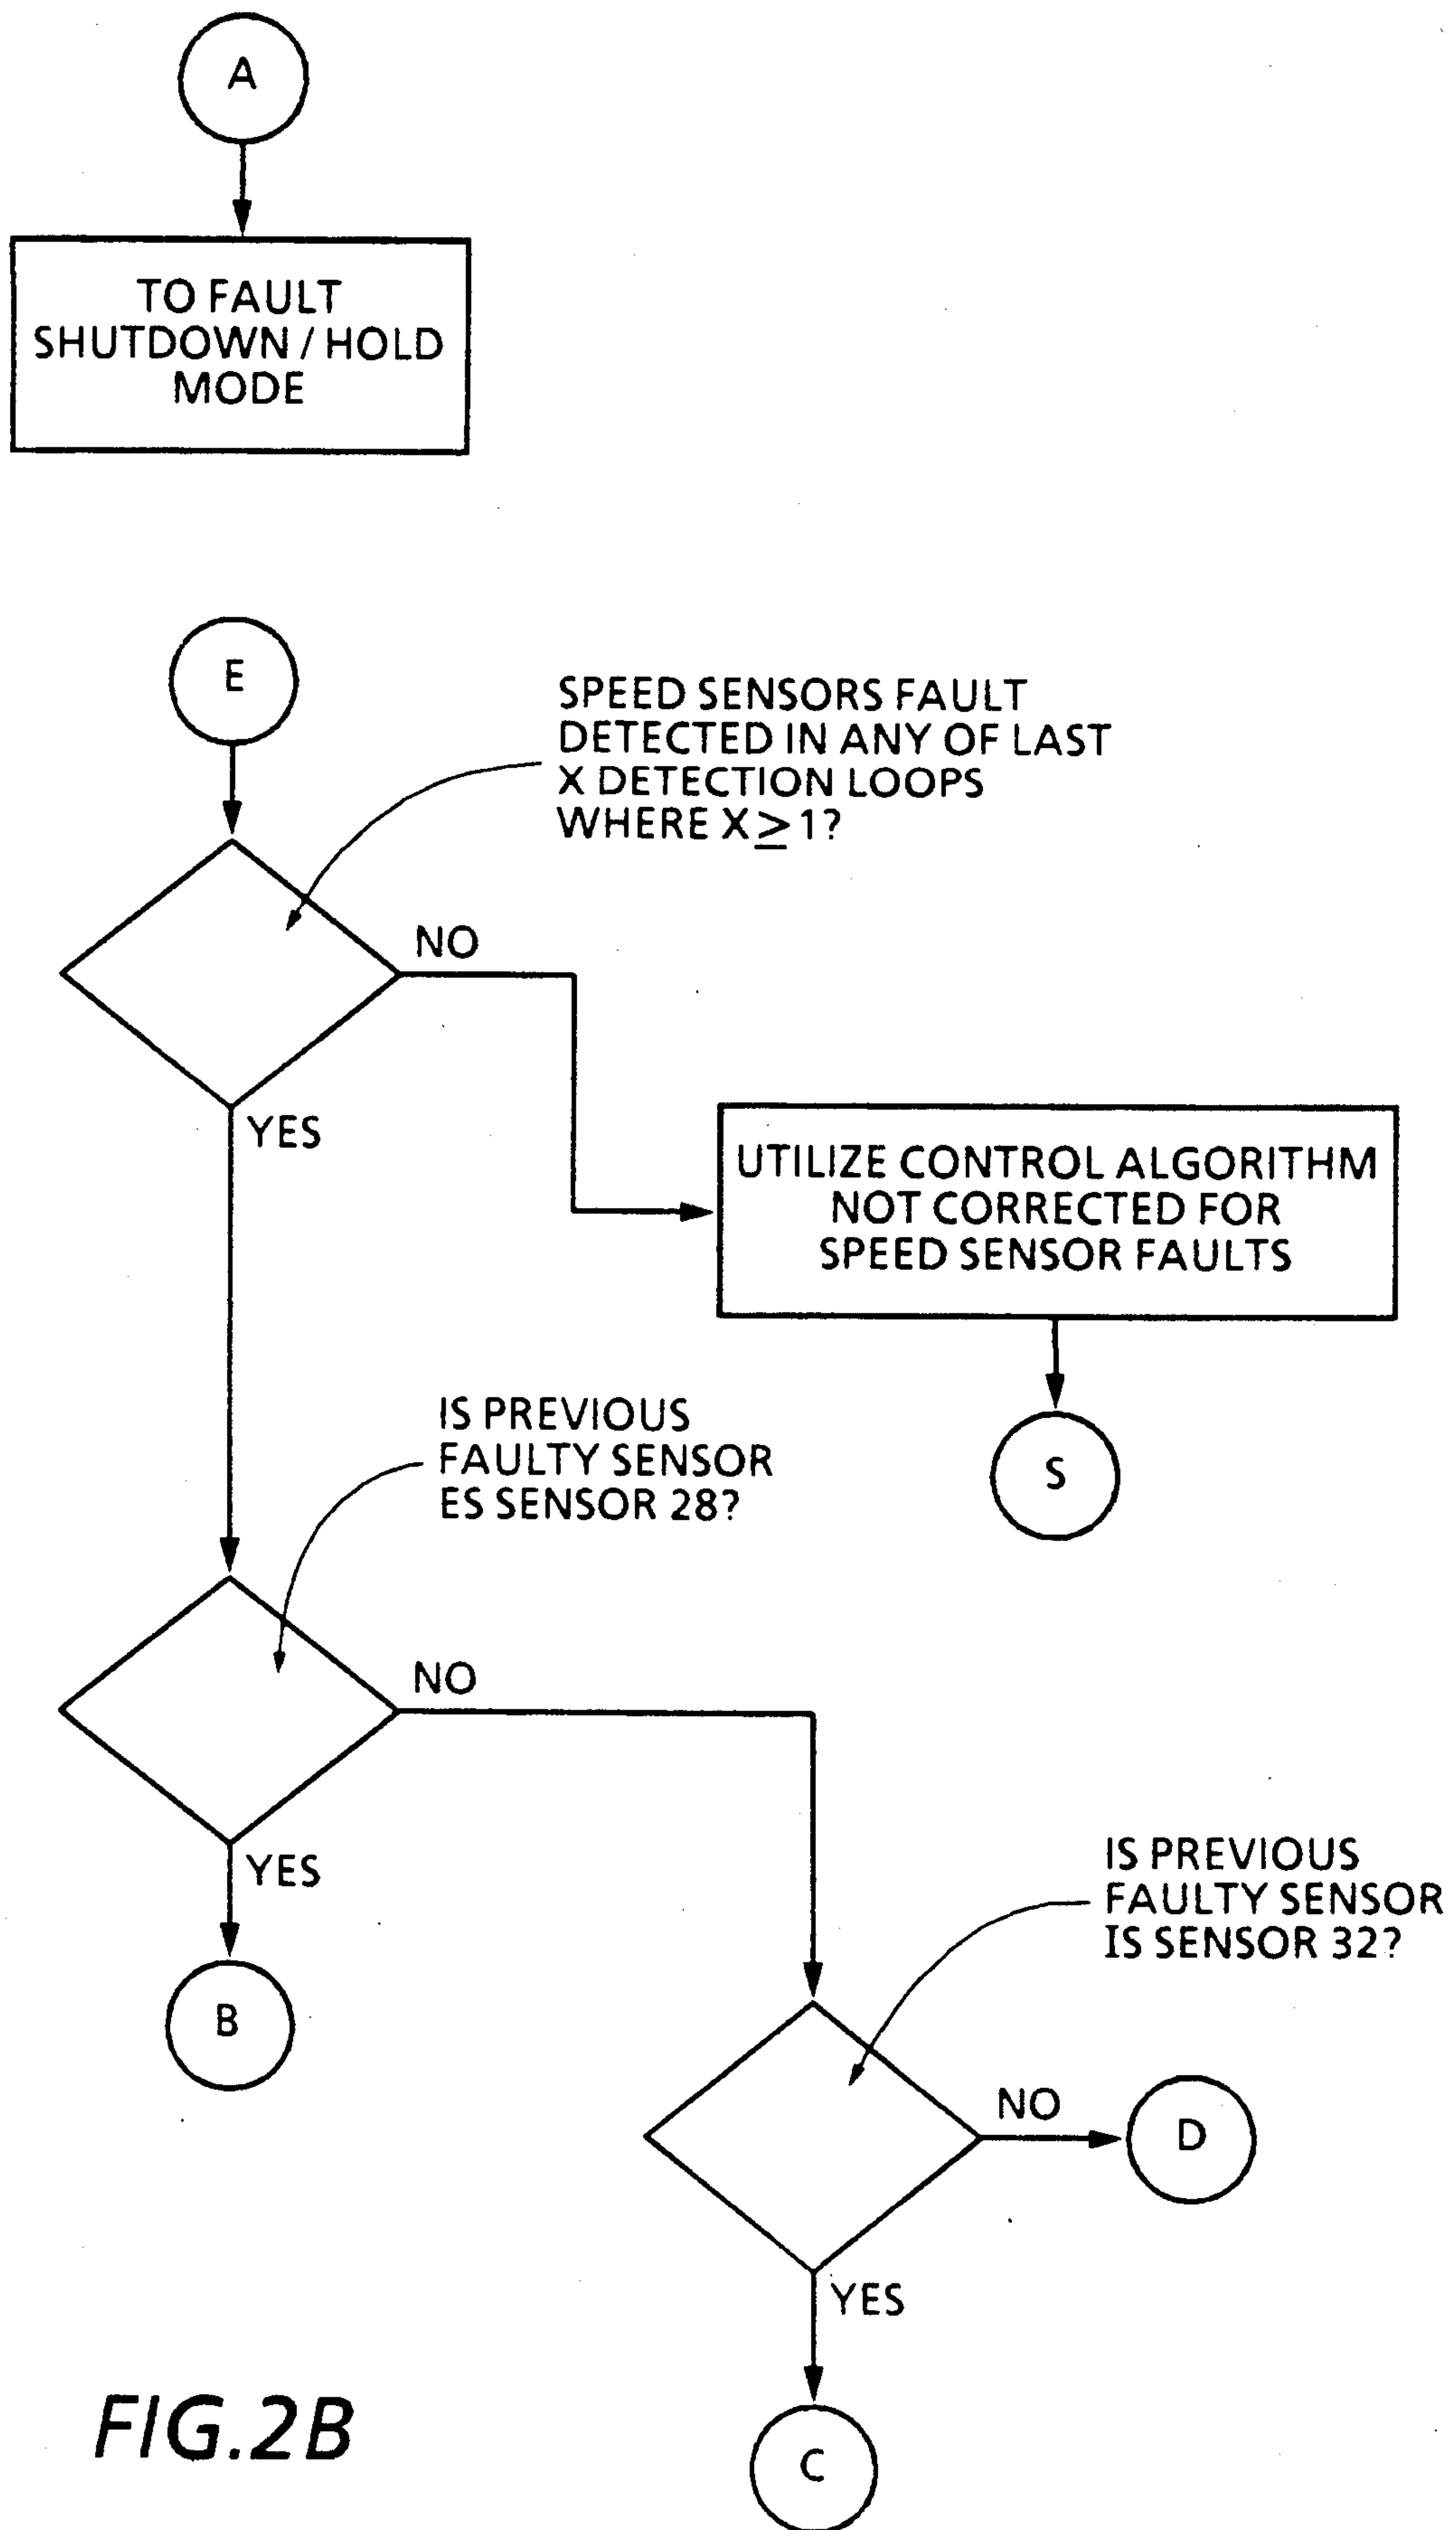 A
TO FAULT
SHUTDOWN / HOLD
MODE
E
SPEED SENSORS FAULT
DETECTED IN ANY OF LAST
X DETECTION LOOPS
WHERE X ≥ 1?
NO
YES
UTILIZE CONTROL ALGORITHM
NOT CORRECTED FOR
SPEED SENSOR FAULTS
S
IS PREVIOUS
FAULTY SENSOR
ES SENSOR 28?
NO
YES
B
IS PREVIOUS
FAULTY SENSOR
IS SENSOR 32?
NO
D
YES
C
FIG.2B